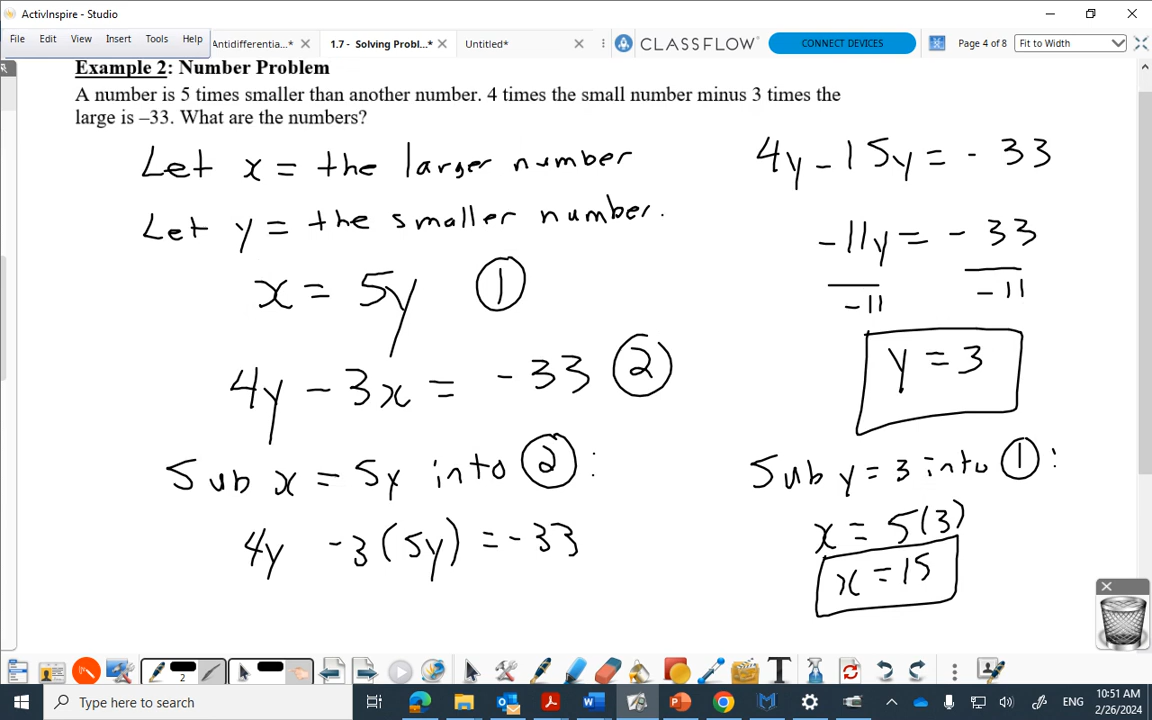 ActivInspire - Studio
File Edit View Insert Tools Help
Antidifferentia...* 1.7 - Solving Probl...* Untitled*
CLASSFLOW CONNECT DEVICES Page 4 of 8 Fit to Width
Example 2: Number Problem
A number is 5 times smaller than another number. 4 times the small number minus 3 times the
large is –33. What are the numbers?
Let x = the larger number
Let y = the smaller number.
x = 5y ①
4y - 3x = - 33 ②
Sub x = 5y into ②:
4y -3(5y) = -33
4y - 15y = - 33
-11y = - 33
-11 -11
y = 3
Sub y = 3 into ①:
x = 5(3)
x = 15
2
T
Type here to search
ENG
10:51 AM
2/26/2024